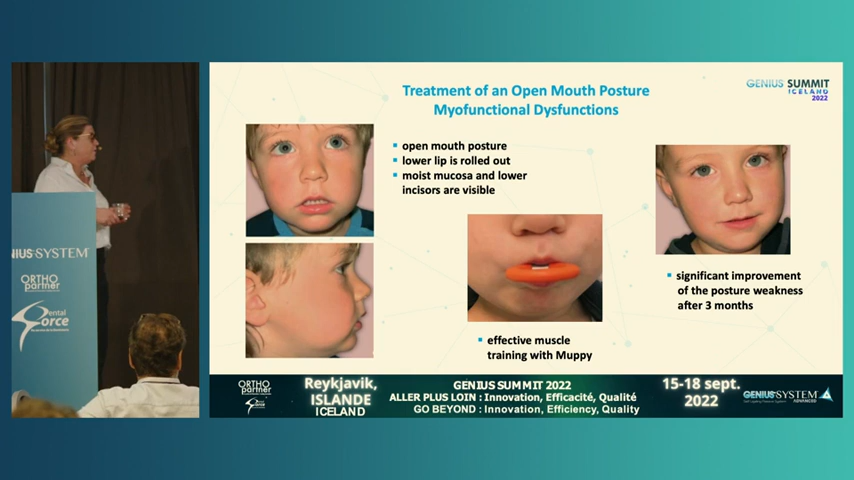 NIUS SYSTEM
ORTHO
partner
Dental
force
Treatment of an Open Mouth Posture
Myofunctional Dysfunctions
GENIUS SUMMIT
ICELAND
2022
open mouth posture
lower lip is rolled out
moist mucosa and lower
incisors are visible
effective muscle
training with Muppy
significant improvement
of the posture weakness
after 3 months
ORTHO
partner
Reykjavik,
ISLANDE
ICELAND
GENIUS SUMMIT 2022
ALLER PLUS LOIN : Innovation, Efficacité, Qualité
GO BEYOND : Innovation, Efficiency, Quality
15-18 sept.
2022
GENIUS SYSTEM
ADVANCED